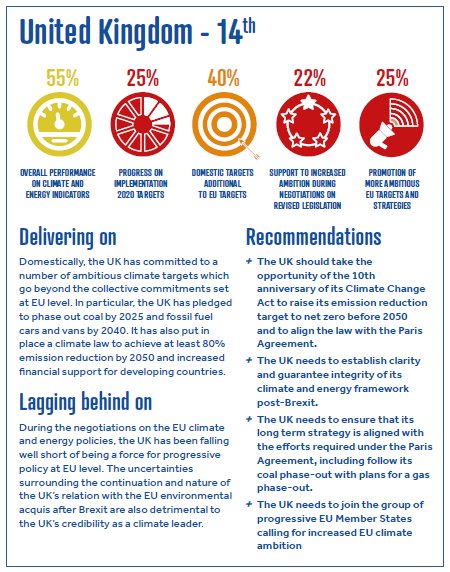 United Kingdom - 14th
55%
25%
40%
22%
25%
OVERALL PERFORMANCE
ON CLIMATE AND
ENERGY INDICATORS
PROGRESS ON
IMPLEMENTATION
2020 TARGETS
DOMESTIC TARGETS
ADDITIONAL
TO EU TARGETS
SUPPORT TO INCREASED
AMBITION DURING
NEGOTIATIONS ON
REVISED LEGISLATION
PROMOTION OF
MORE AMBITIOUS
EU TARGETS AND
STRATEGIES
Delivering on
Domestically, the UK has committed to a
number of ambitious climate targets which
go beyond the collective commitments set
at EU level. In particular, the UK has pledged
to phase out coal by 2025 and fossil fuel
cars and vans by 2040. It has also put in
place a climate law to achieve at least 80%
emission reduction by 2050 and increased
financial support for developing countries.
Lagging behind on
During the negotiations on the EU climate
and energy policies, the UK has been falling
well short of being a force for progressive
policy at EU level. The uncertainties
surrounding the continuation and nature of
the UK's relation with the EU environmental
acquis after Brexit are also detrimental to
the UK's credibility as a climate leader.
Recommendations
+ The UK should take the
opportunity of the 10th
anniversary of its Climate Change
Act to raise its emission reduction
target to net zero before 2050
and to align the law with the Paris
Agreement.
+ The UK needs to establish clarity
and guarantee integrity of its
climate and energy framework
post-Brexit.
+ The UK needs to ensure that its
long term strategy is aligned with
the efforts required under the Paris
Agreement, including follow its
coal phase-out with plans for a gas
phase-out.
+ The UK needs to join the group of
progressive EU Member States
calling for increased EU climate
ambition